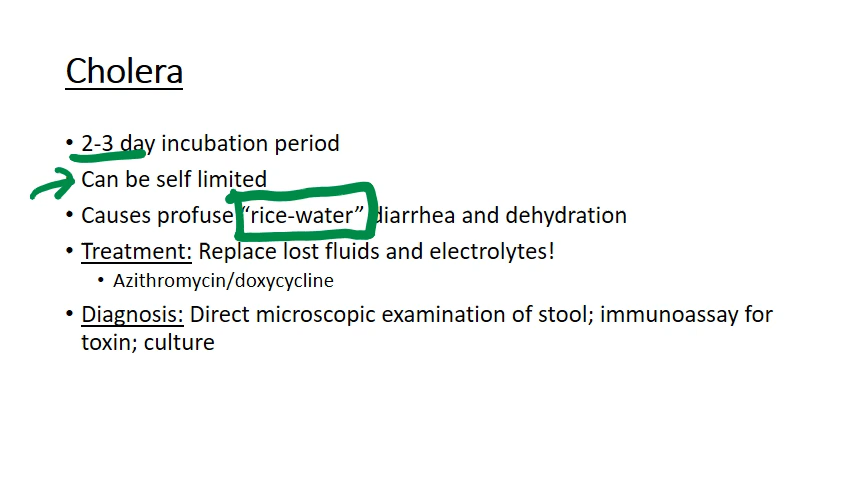 Cholera
• 2-3 day incubation period
Can be self limited
• Causes profuse “rice-water” diarrhea and dehydration
• Treatment: Replace lost fluids and electrolytes!
• Azithromycin/doxycycline
• Diagnosis: Direct microscopic examination of stool; immunoassay for
toxin; culture